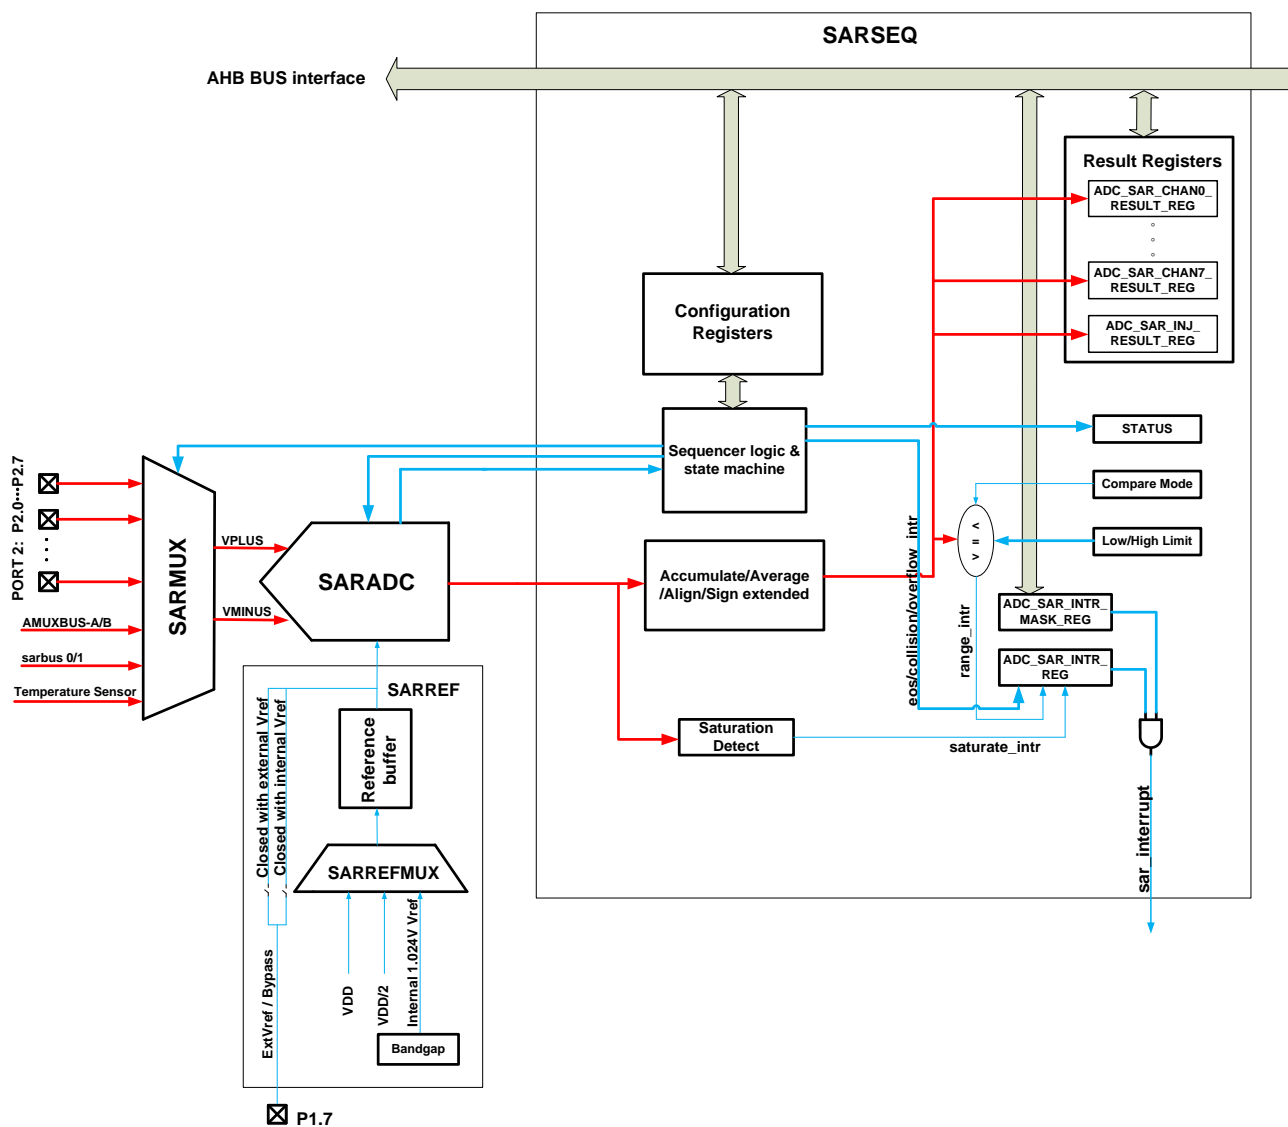 SARSEQ
AHB BUS interface
Result Registers
ADC_SAR_CHAN0_
RESULT_REG
ADC_SAR_CHAN7_
RESULT_REG
ADC_SAR_INJ_
RESULT_REG
Configuration
Registers
Sequencer logic &
state machine
STATUS
Compare Mode
Low/High Limit
< = >
PORT 2: P2.0···P2.7
SARMUX
VPLUS
VMINUS
SARADC
AMUXBUS-A/B
sarbus 0/1
Temperature Sensor
Accumulate/Average
/Align/Sign extended
eos/collision/overflow_intr
range_intr
ADC_SAR_INTR_
MASK_REG
ADC_SAR_INTR_
REG
Saturation
Detect
saturate_intr
sar_interrupt
SARREF
Closed with external Vref
Closed with internal Vref
Reference
buffer
SARREFMUX
ExtVref / Bypass
VDD
VDD/2
Internal 1.024V Vref
Bandgap
P1.7